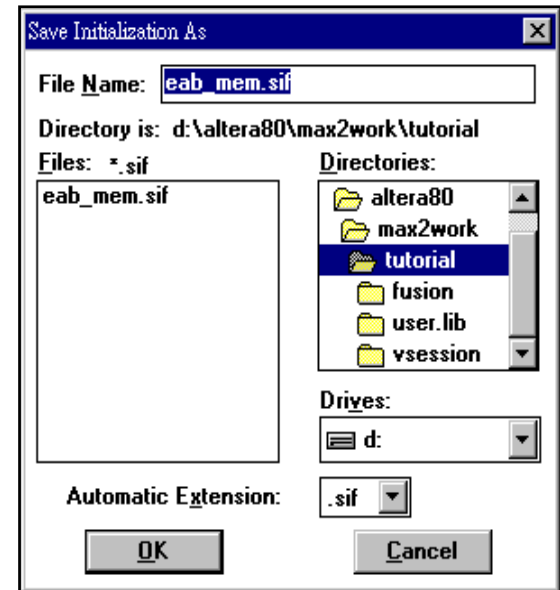 Save Initialization As
File Name: eab_mem.sif
Directory is: d:\altera80\max2work\tutorial
Files: *.sif
Directories:
eab_mem.sif
altera80
max2work
tutorial
fusion
user.lib
vsession
Drives:
d:
Automatic Extension: .sif
OK Cancel